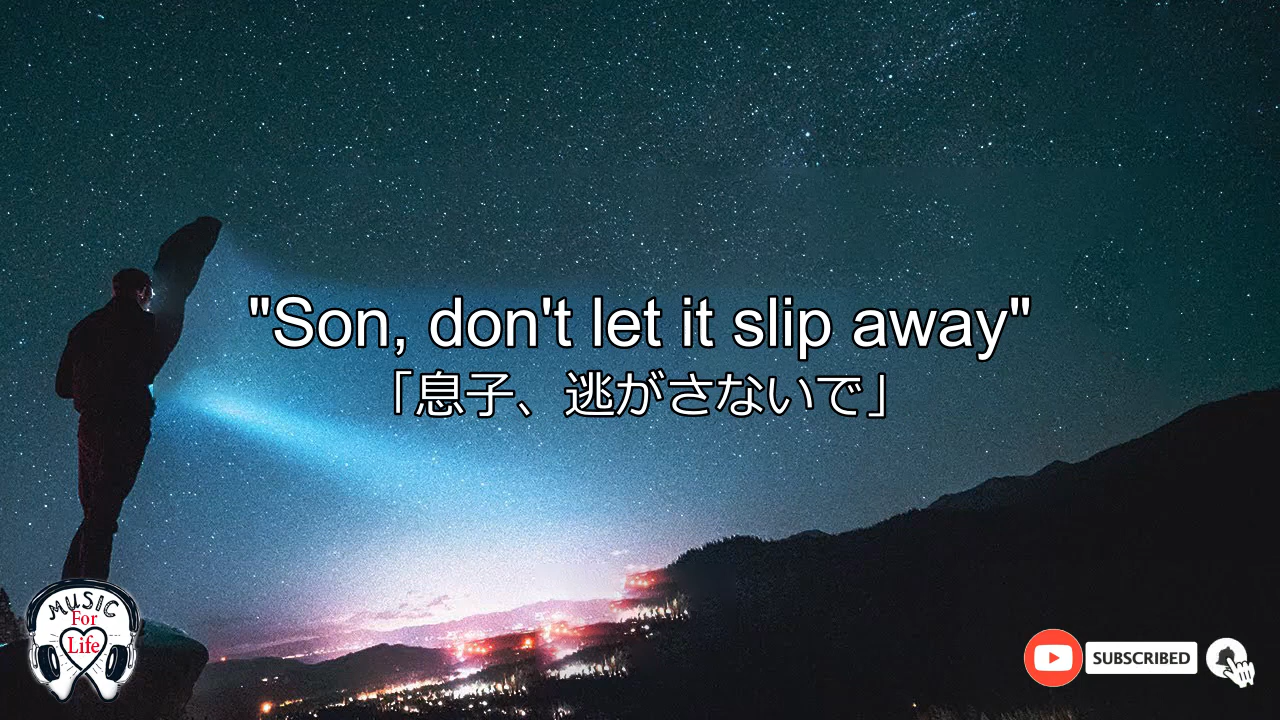 "Son, don't let it slip away"
「息子、逃がさないで」
MUSIC
For
Life
SUBSCRIBED